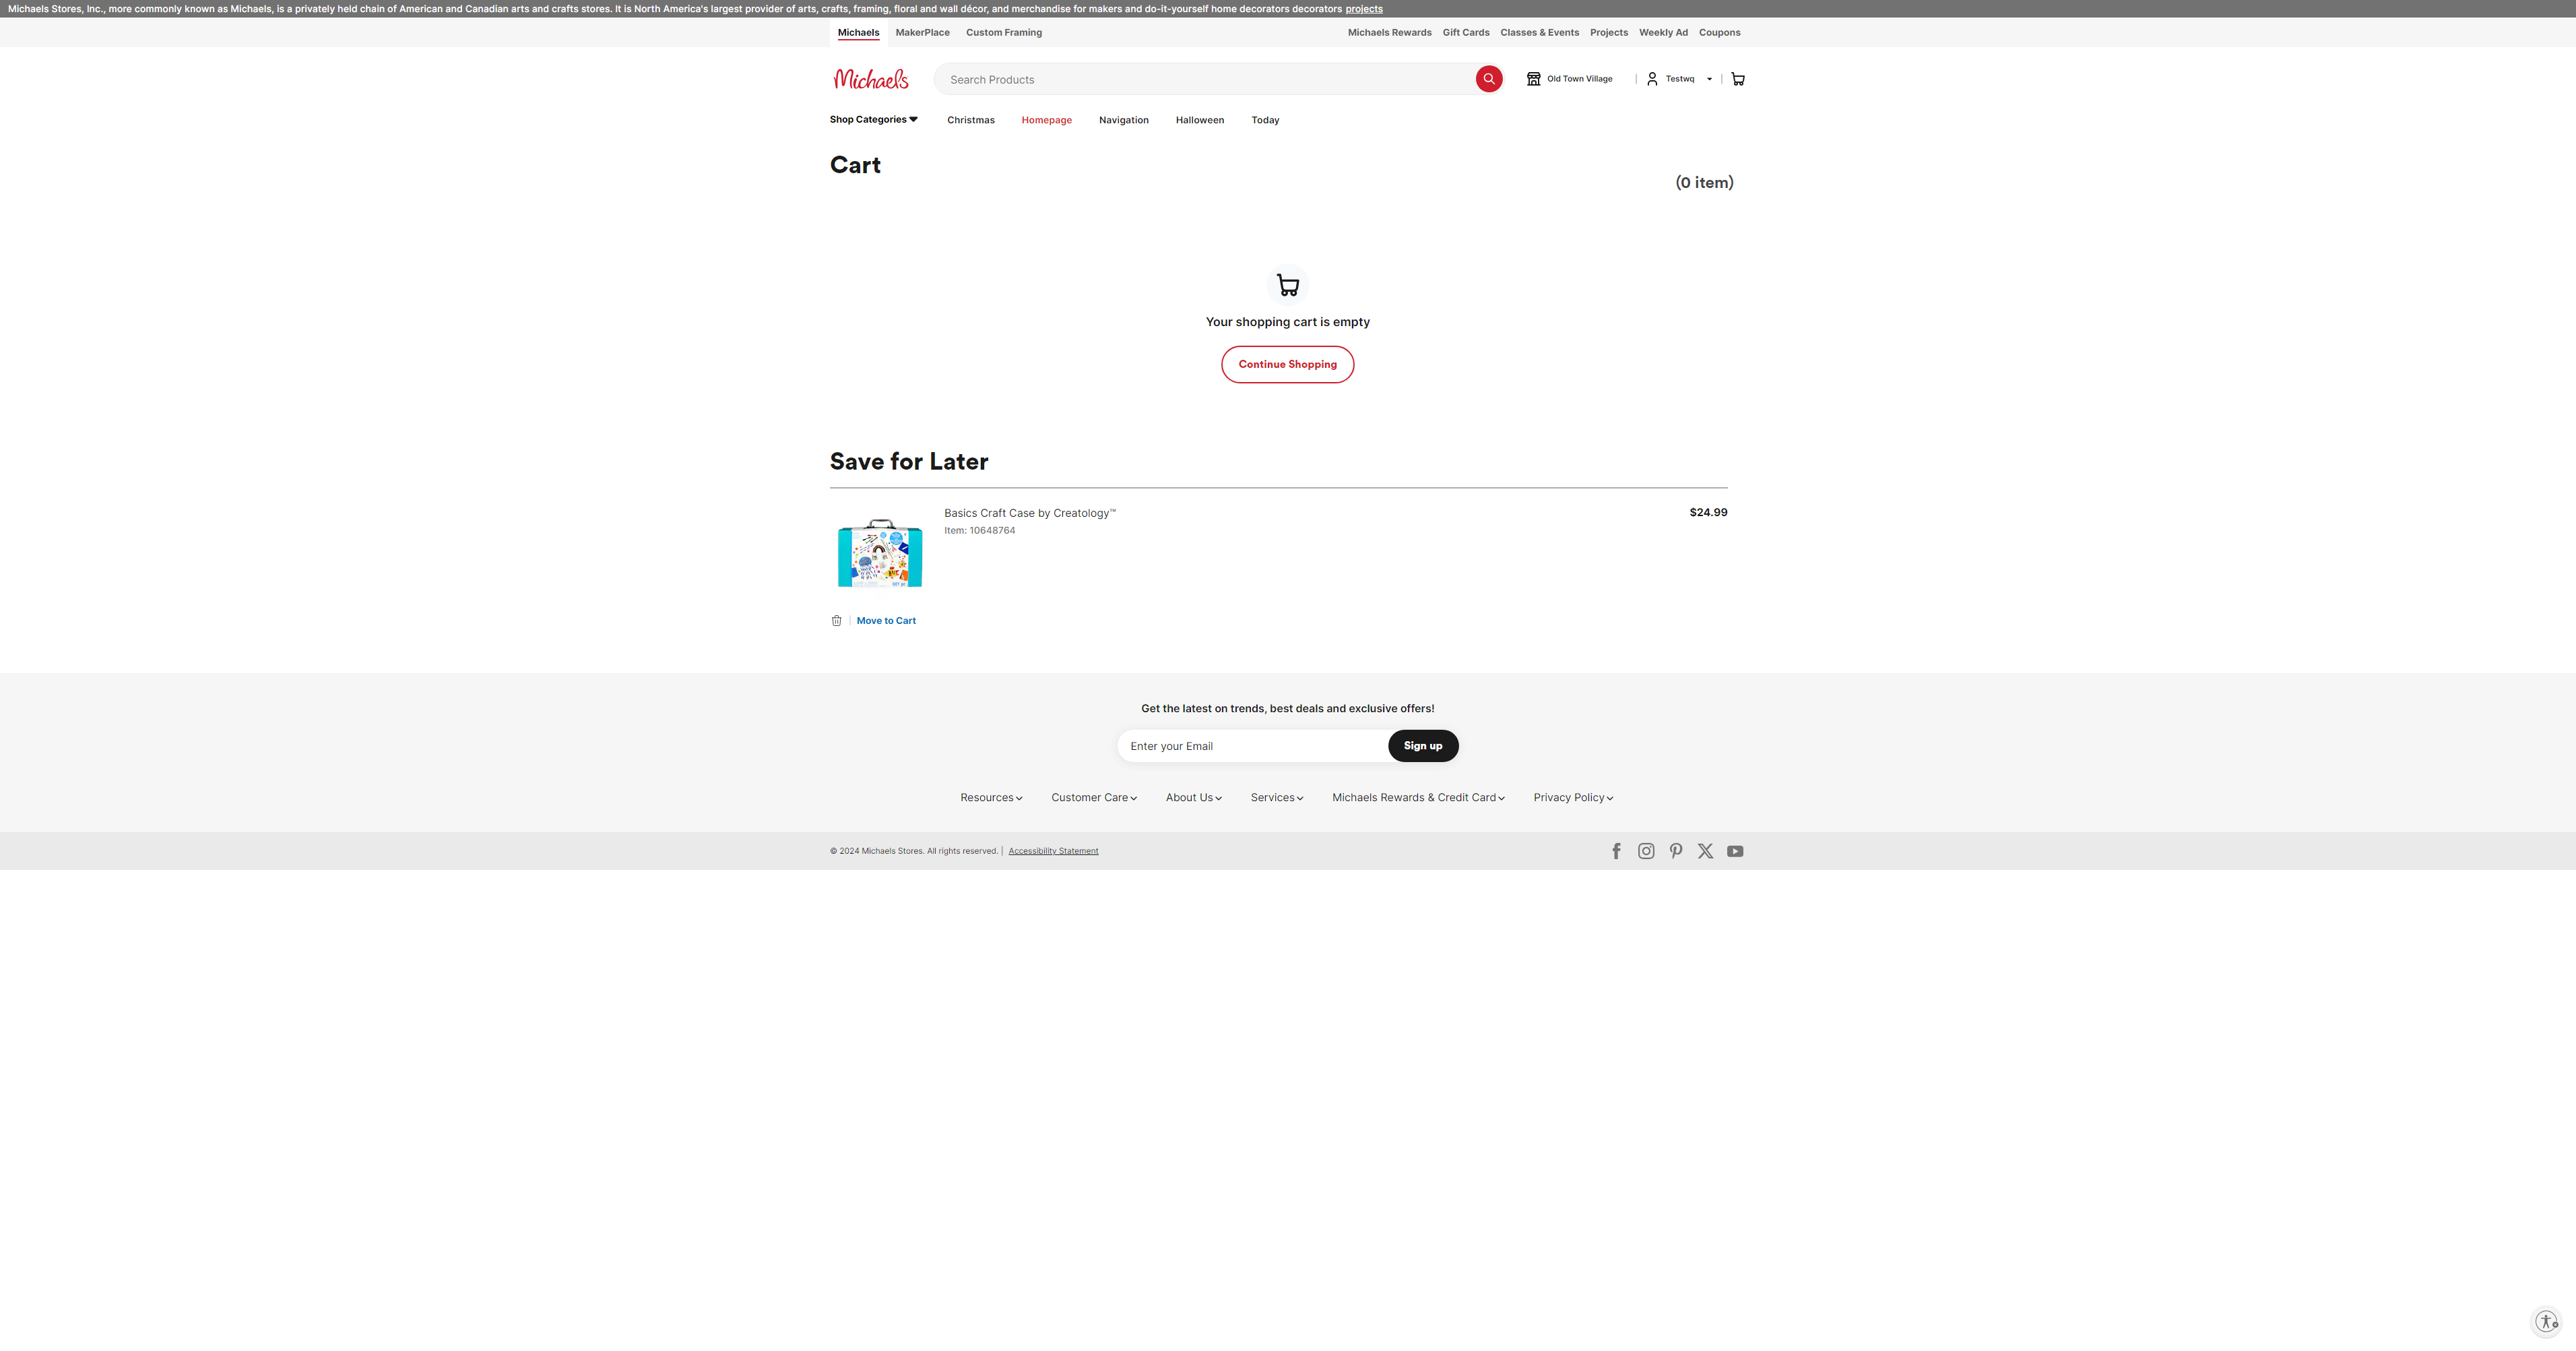 Michaels Stores, Inc., more commonly known as Michaels, is a privately held chain of American and Canadian arts and crafts stores. It is North America's largest provider of arts, crafts, framing, floral and wall décor, and merchandise for makers and do-it-yourself home decorators decorators projects
Michaels MakerPlace Custom Framing Michaels Rewards Gift Cards Classes & Events Projects Weekly Ad Coupons
Michaels Search Products Old Town Village | Testwq |
Shop Categories Christmas Homepage Navigation Halloween Today
Cart
(0 item)
Your shopping cart is empty
Continue Shopping
Save for Later
Basics Craft Case by Creatology™ $24.99
Item: 10648764
| Move to Cart
Get the latest on trends, best deals and exclusive offers!
Enter your Email Sign up
Resources Customer Care About Us Services Michaels Rewards & Credit Card Privacy Policy
© 2024 Michaels Stores. All rights reserved. | Accessibility Statement